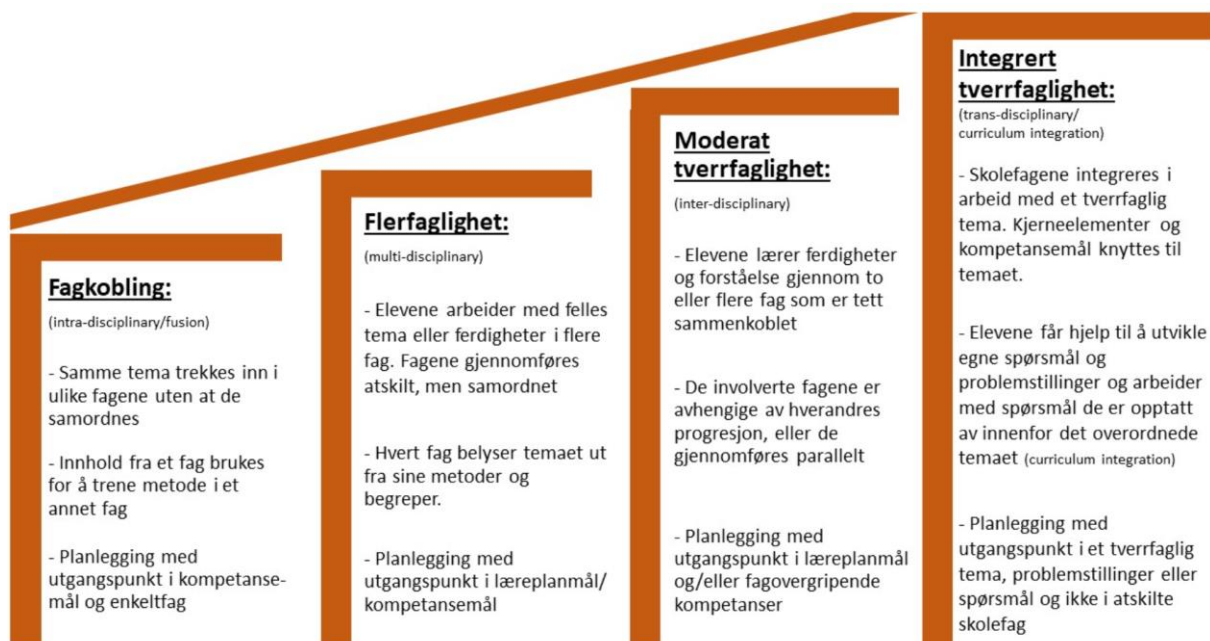 Fagkobling:
(intra-disciplinary/fusion)
- Samme tema trekkes inn i
ulike fagene uten at de
samordnes
- Innhold fra et fag brukes
for å trene metode i et
annet fag
- Planlegging med
utgangspunkt i kompetanse-
mål og enkeltfag
Flerfaglighet:
(multi-disciplinary)
- Elevene arbeider med felles
tema eller ferdigheter i flere
fag. Fagene gjennomføres
atskilt, men samordnet
- Hvert fag belyser temaet ut
fra sine metoder og
begreper.
- Planlegging med
utgangspunkt i læreplanmål/
kompetansemål
Moderat
tverrfaglighet:
(inter-disciplinary)
- Elevene lærer ferdigheter
og forståelse gjennom to
eller flere fag som er tett
sammenkoblet
- De involverte fagene er
avhengige av hverandres
progresjon, eller de
gjennomføres parallelt
- Planlegging med
utgangspunkt i læreplanmål
og/eller fagovergripende
kompetanser
Integrert
tverrfaglighet:
(trans-disciplinary/
curriculum integration)
- Skolefagene integreres i
arbeid med et tverrfaglig
tema. Kjerneelementer og
kompetansemål knyttes til
temaet.
- Elevene får hjelp til å utvikle
egne spørsmål og
problemstillinger og arbeider
med spørsmål de er opptatt
av innenfor det overordnede
temaet (curriculum integration)
- Planlegging med
utgangspunkt i et tverrfaglig
tema, problemstillinger eller
spørsmål og ikke i atskilte
skolefag